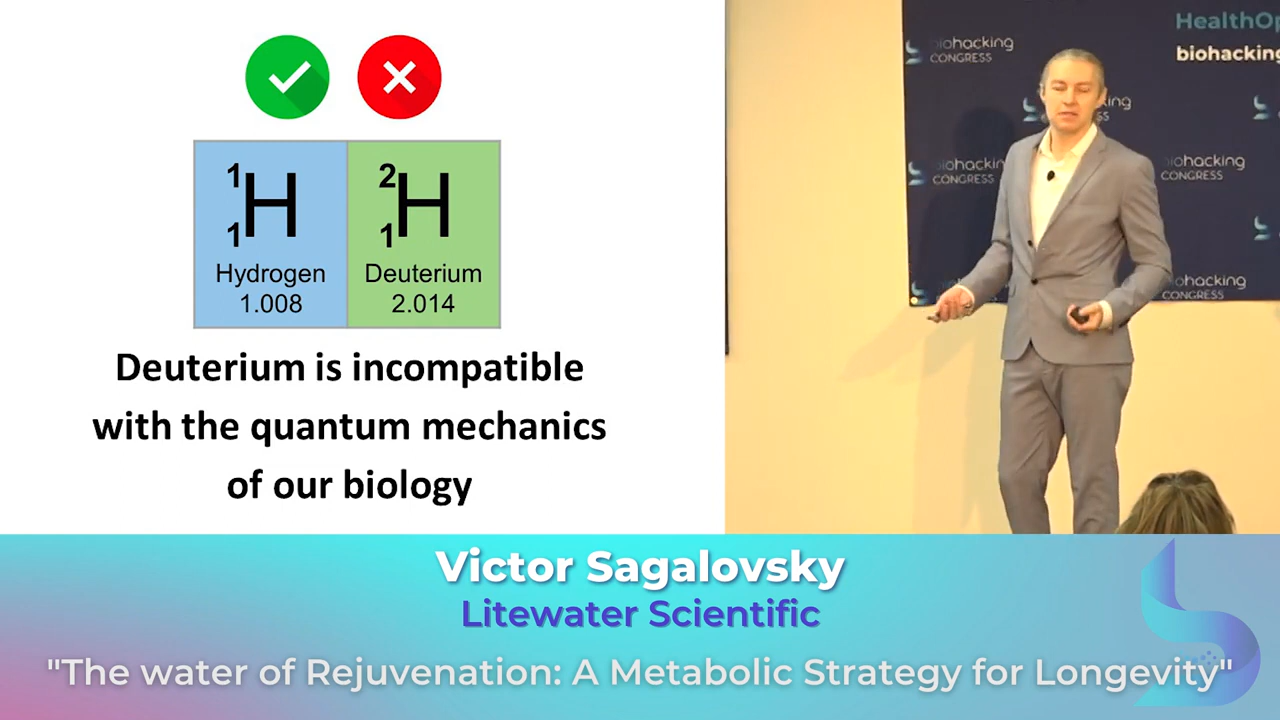 1
H
1
Hydrogen
1.008
2
H
1
Deuterium
2.014
Deuterium is incompatible
with the quantum mechanics
of our biology
HealthOp
biohacking
biohacking
CONGRESS
biohacking
CONGRESS
biohacking
CONGRESS
biohacking
CONGRESS
Victor Sagalovsky
Litewater Scientific
"The water of Rejuvenation: A Metabolic Strategy for Longevity"